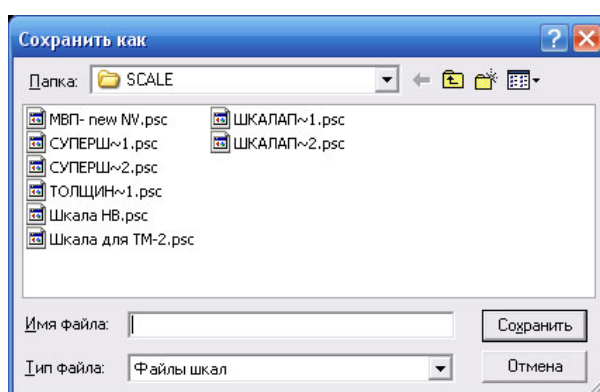 Сохранить как
Папка: SCALE
МВП- new NV.psc
СУПЕРШ~1.psc
СУПЕРШ~2.psc
ТОЛЩИН~1.psc
Шкала НВ.psc
Шкала для ТМ-2.psc
ШКАЛАП~1.psc
ШКАЛАП~2.psc
Имя файла:
Сохранить
Тип файла: Файлы шкал
Отмена